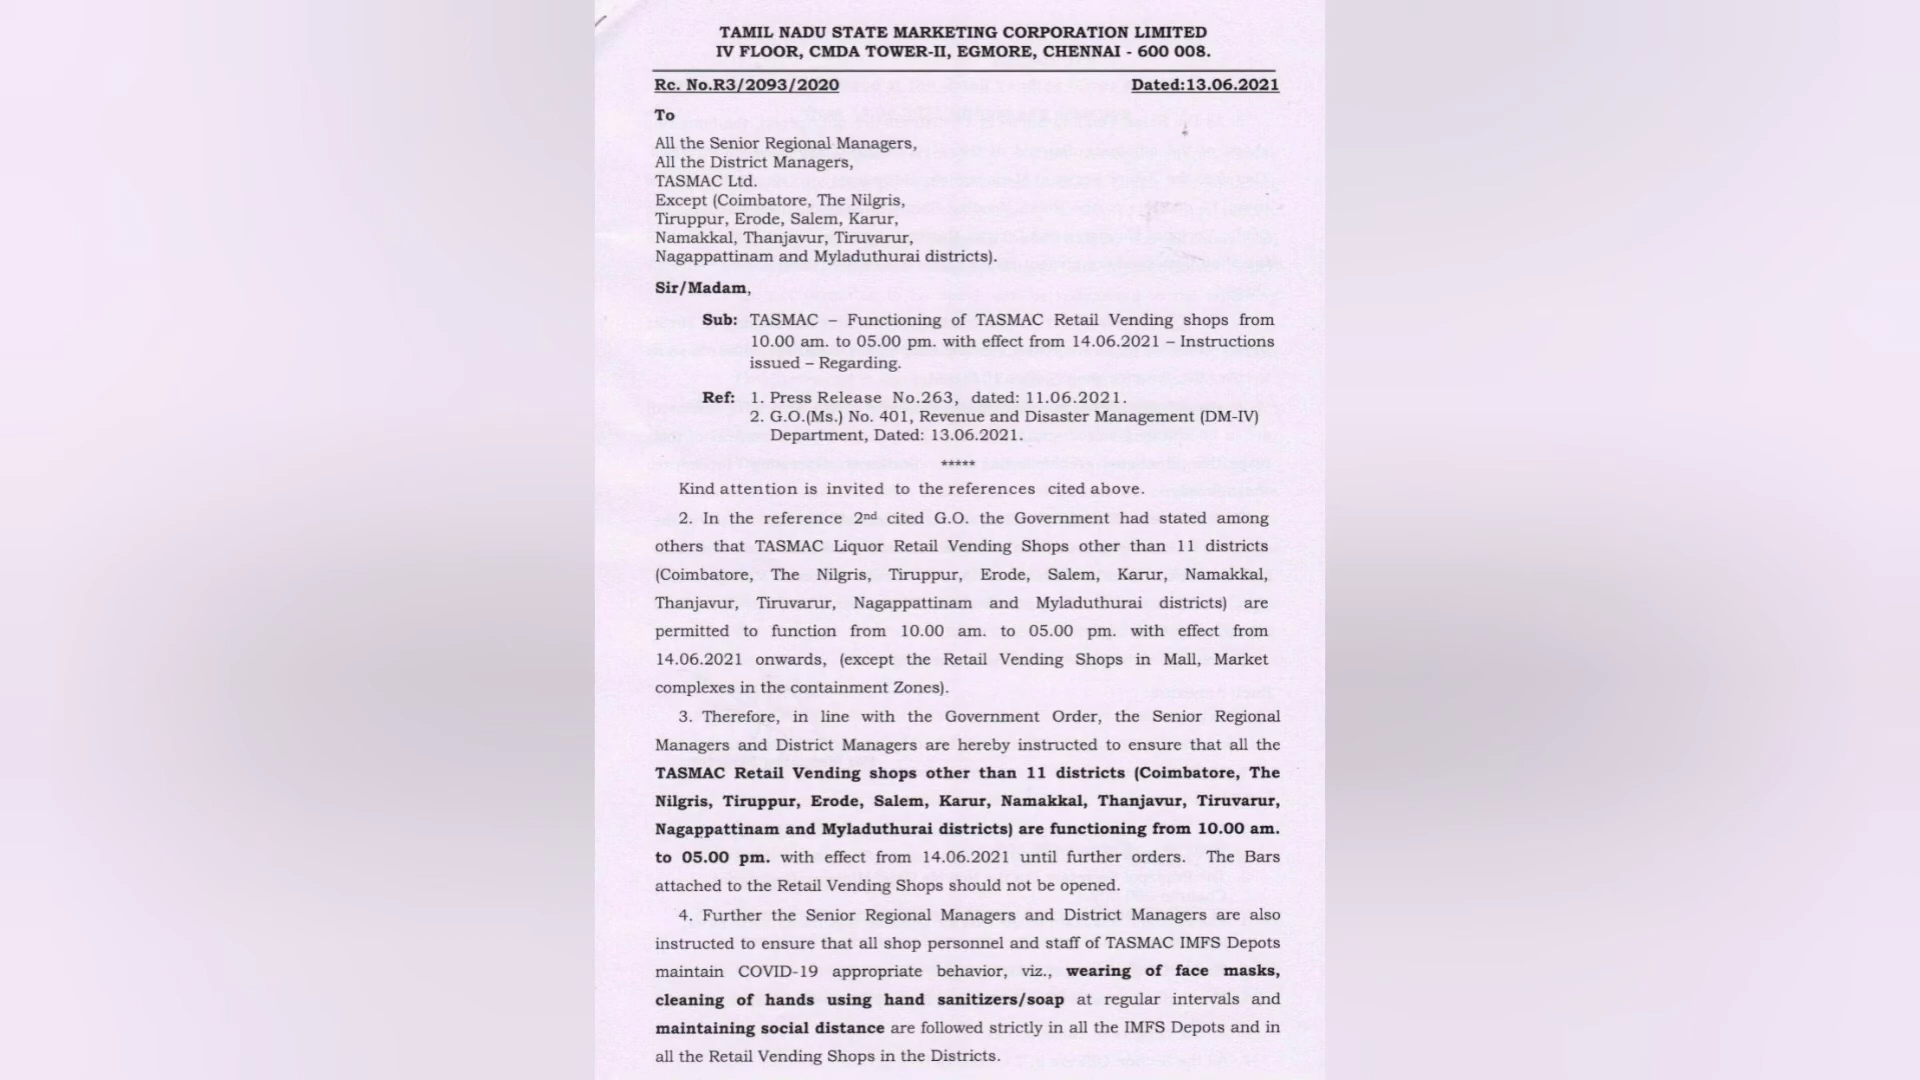 TAMIL NADU STATE MARKETING CORPORATION LIMITED
IV FLOOR, CMDA TOWER-II, EGMORE, CHENNAI - 600 008.
Rc. No.R3/2093/2020 Dated:13.06.2021
To
All the Senior Regional Managers,
All the District Managers,
TASMAC Ltd.
Except (Coimbatore, The Nilgris,
Tiruppur, Erode, Salem, Karur,
Namakkal, Thanjavur, Tiruvarur,
Nagappattinam and Myladuthurai districts).
Sir/Madam,
Sub: TASMAC – Functioning of TASMAC Retail Vending shops from
10.00 am. to 05.00 pm. with effect from 14.06.2021 – Instructions
issued – Regarding.
Ref: 1. Press Release No.263, dated: 11.06.2021.
2. G.O.(Ms.) No. 401, Revenue and Disaster Management (DM-IV)
Department, Dated: 13.06.2021.
*****
Kind attention is invited to the references cited above.
2. In the reference 2nd cited G.O. the Government had stated among
others that TASMAC Liquor Retail Vending Shops other than 11 districts
(Coimbatore, The Nilgris, Tiruppur, Erode, Salem, Karur, Namakkal,
Thanjavur, Tiruvarur, Nagappattinam and Myladuthurai districts) are
permitted to function from 10.00 am. to 05.00 pm. with effect from
14.06.2021 onwards, (except the Retail Vending Shops in Mall, Market
complexes in the containment Zones).
3. Therefore, in line with the Government Order, the Senior Regional
Managers and District Managers are hereby instructed to ensure that all the
TASMAC Retail Vending shops other than 11 districts (Coimbatore, The
Nilgris, Tiruppur, Erode, Salem, Karur, Namakkal, Thanjavur, Tiruvarur,
Nagappattinam and Myladuthurai districts) are functioning from 10.00 am.
to 05.00 pm. with effect from 14.06.2021 until further orders. The Bars
attached to the Retail Vending Shops should not be opened.
4. Further the Senior Regional Managers and District Managers are also
instructed to ensure that all shop personnel and staff of TASMAC IMFS Depots
maintain COVID-19 appropriate behavior, viz., wearing of face masks,
cleaning of hands using hand sanitizers/soap at regular intervals and
maintaining social distance are followed strictly in all the IMFS Depots and in
all the Retail Vending Shops in the Districts.